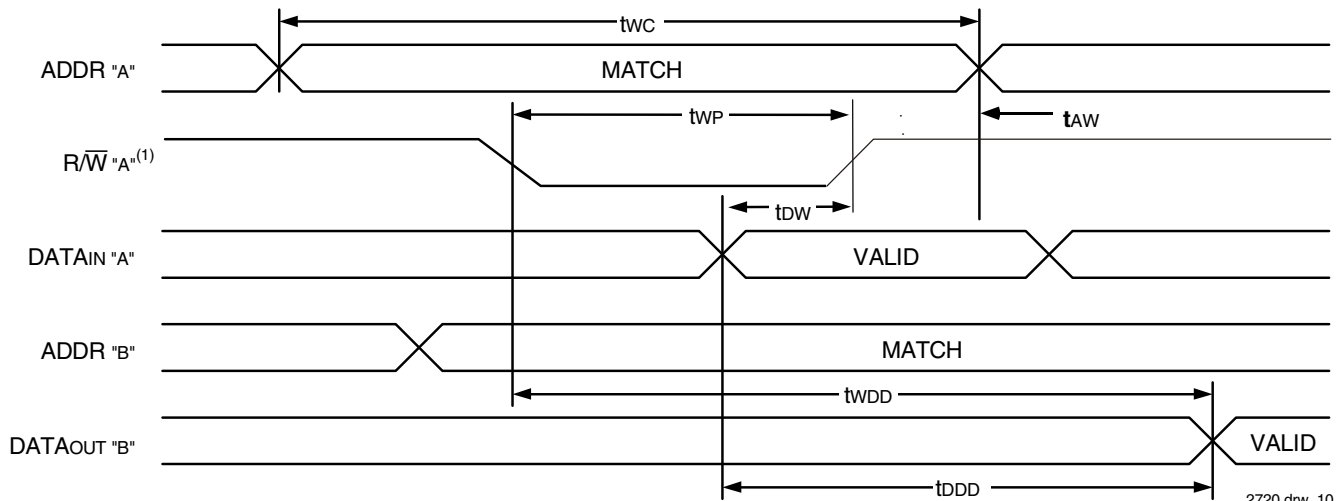 tWC
ADDR "A"
MATCH
tWP
tAW
R/W̅ "A"(1)
tDW
DATAIN "A"
VALID
ADDR "B"
MATCH
tWDD
DATAOUT "B"
VALID
tDDD
2720 drw 10